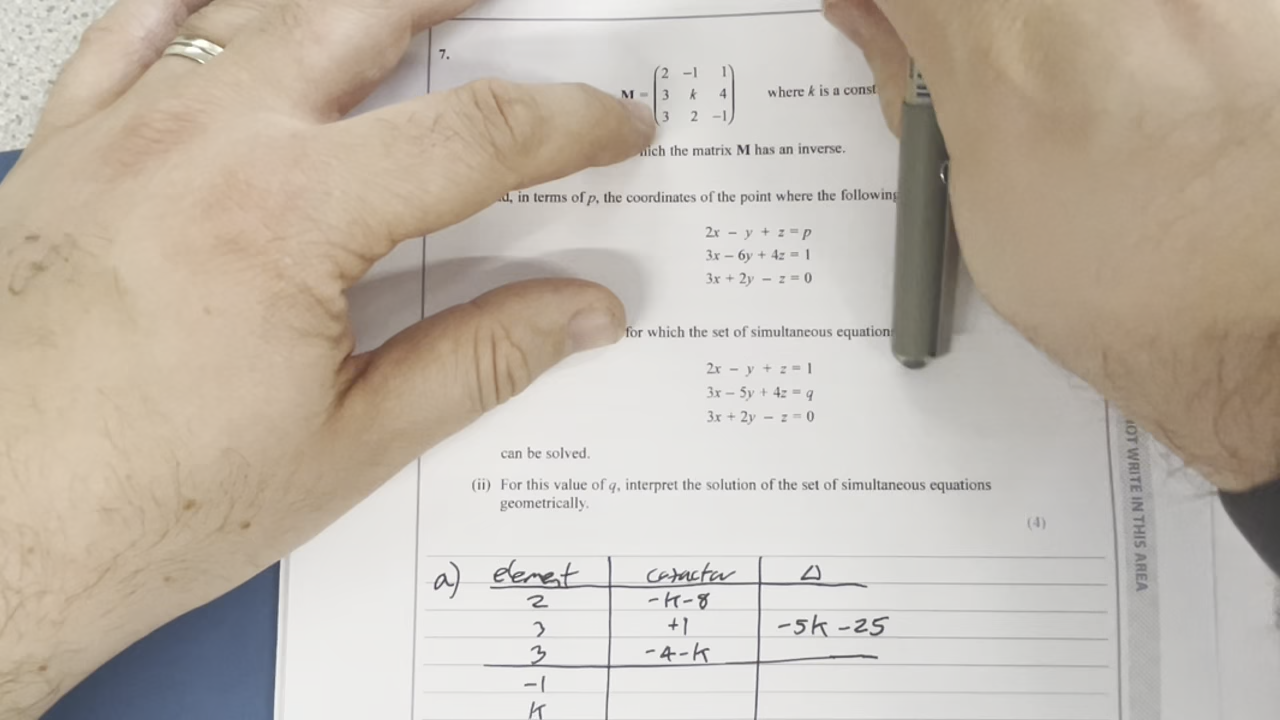 7.
M = (2 -1 1
3 k 4
3 2 -1) where k is a const
the matrix M has an inverse.
in terms of p, the coordinates of the point where the following
2x - y + z = p
3x - 6y + 4z = 1
3x + 2y - z = 0
for which the set of simultaneous equation
2x - y + z = 1
3x - 5y + 4z = q
3x + 2y - z = 0
can be solved.
(ii) For this value of q, interpret the solution of the set of simultaneous equations
geometrically.
(4)
a) element cofactor Δ
2 -k-8
3 +1 -5k -25
3 -4-k
-1
k
OT WRITE IN THIS AREA